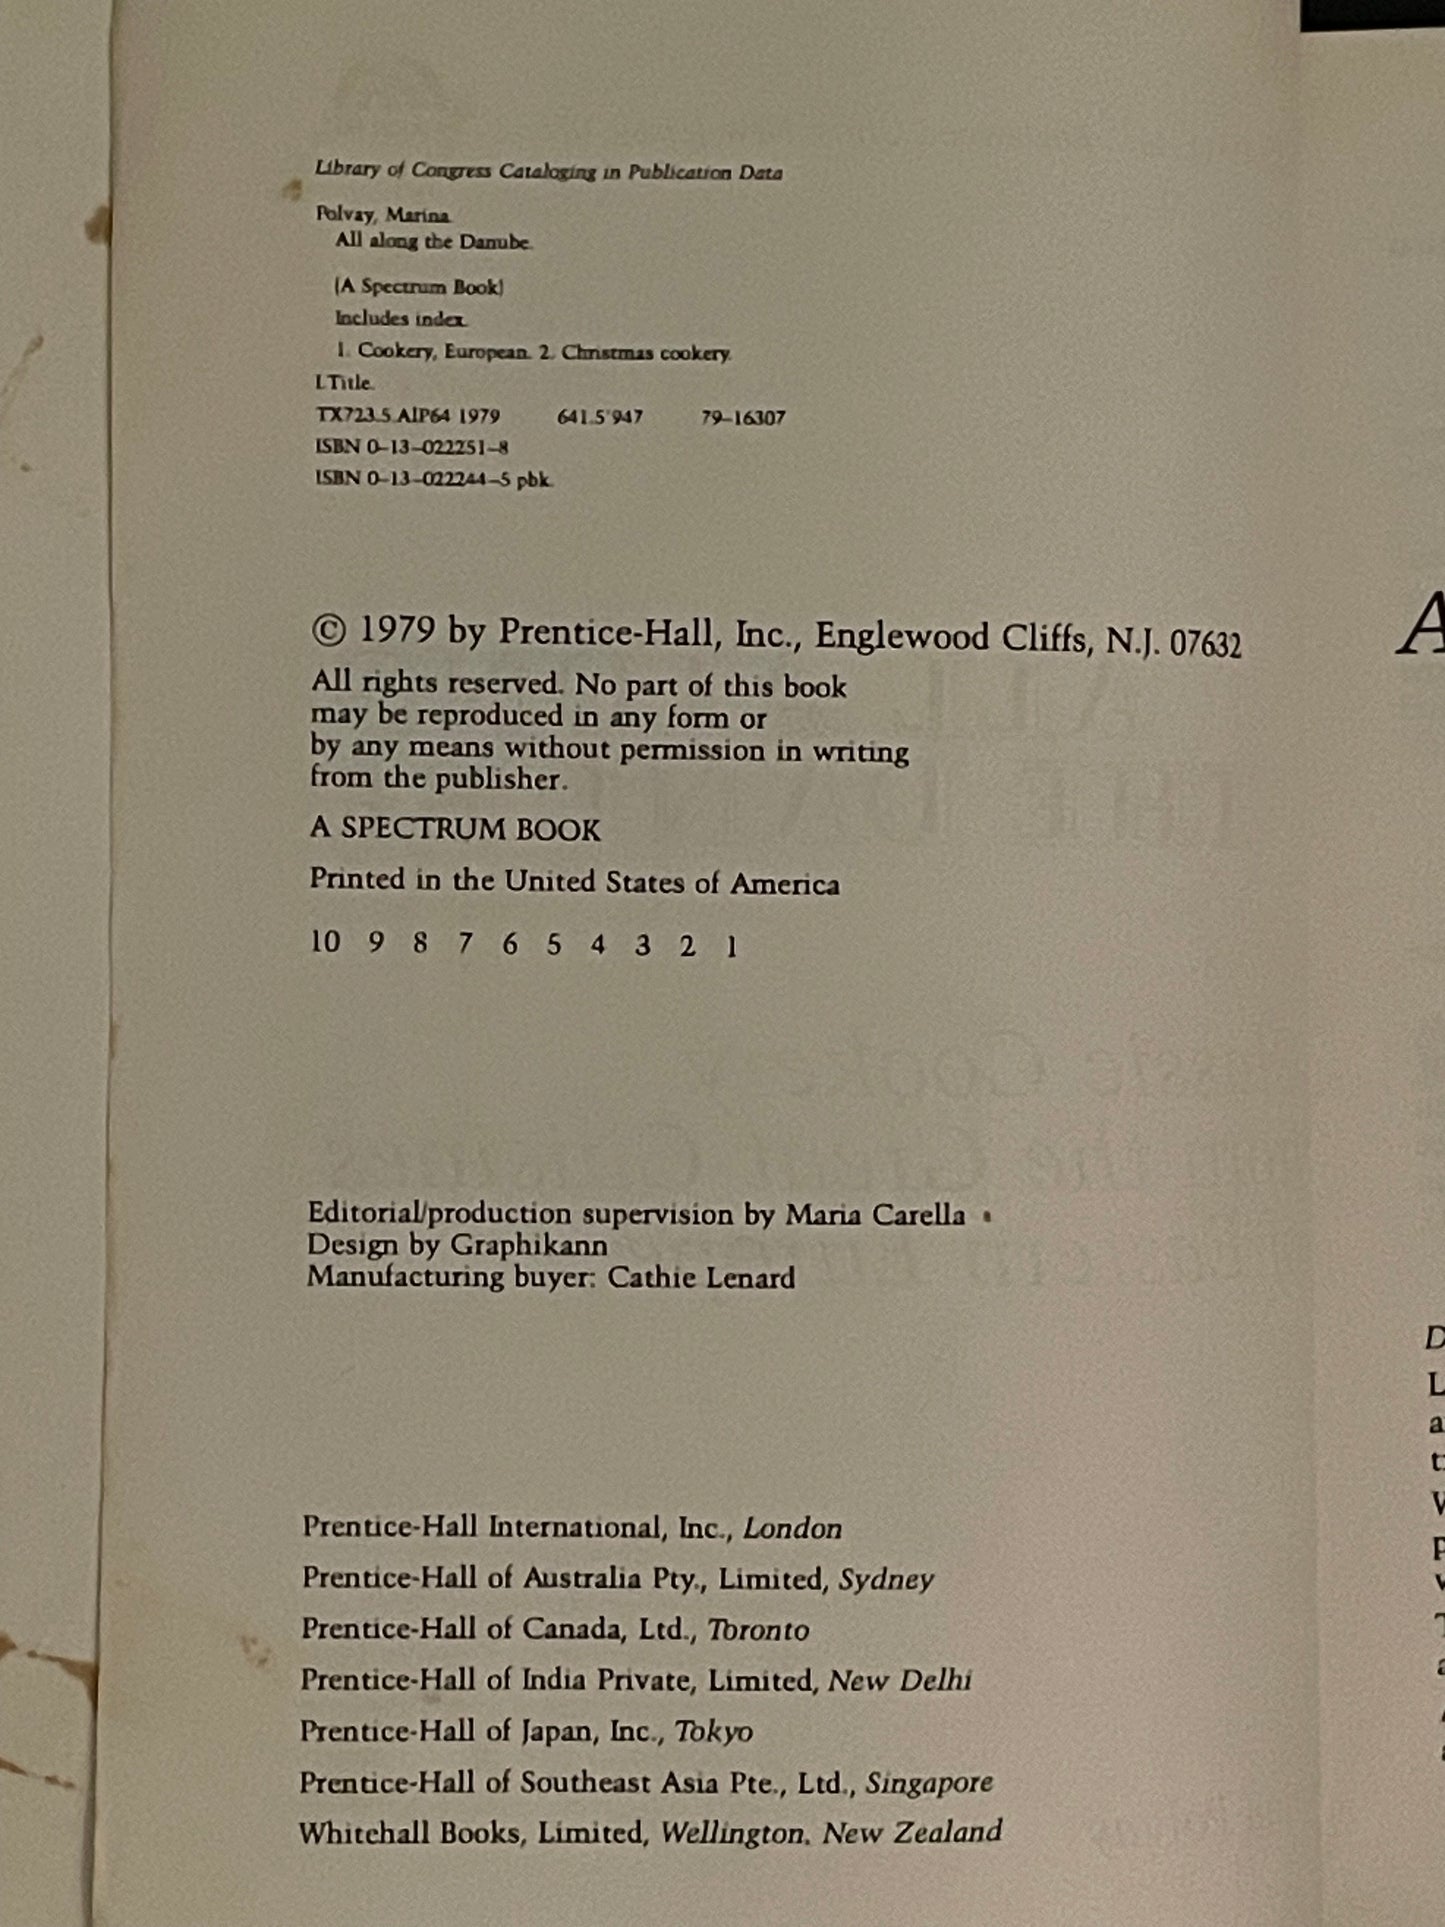 Library of Congress Cataloging in Publication Data
Polvay, Marina.
All along the Danube.
(A Spectrum Book)
Includes index.
1. Cookery, European. 2. Christmas cookery.
I. Title.
TX723.5.A1P64 1979 641.5'947 79–16307
ISBN 0–13–022251–8
ISBN 0–13–022244–5 pbk.
© 1979 by Prentice-Hall, Inc., Englewood Cliffs, N.J. 07632
All rights reserved. No part of this book
may be reproduced in any form or
by any means without permission in writing
from the publisher.
A SPECTRUM BOOK
Printed in the United States of America
10 9 8 7 6 5 4 3 2 1
Editorial/production supervision by Maria Carella
Design by Graphikann
Manufacturing buyer: Cathie Lenard
Prentice-Hall International, Inc., London
Prentice-Hall of Australia Pty., Limited, Sydney
Prentice-Hall of Canada, Ltd., Toronto
Prentice-Hall of India Private, Limited, New Delhi
Prentice-Hall of Japan, Inc., Tokyo
Prentice-Hall of Southeast Asia Pte., Ltd., Singapore
Whitehall Books, Limited, Wellington, New Zealand